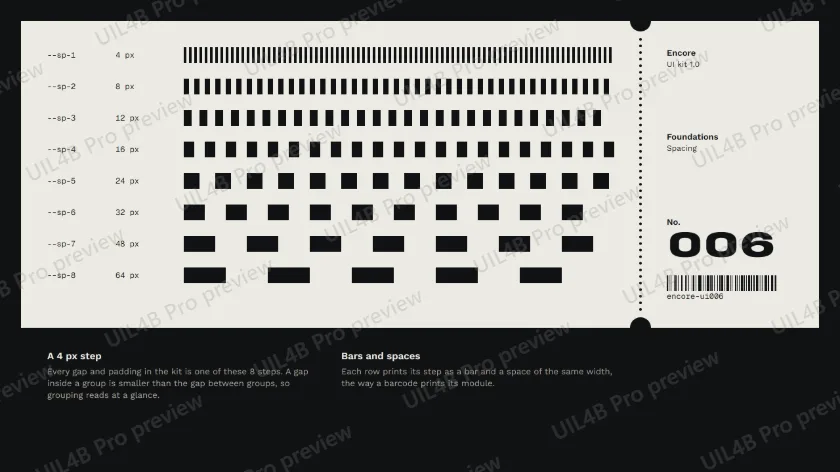 --sp-1 4 px
--sp-2 8 px
--sp-3 12 px
--sp-4 16 px
--sp-5 24 px
--sp-6 32 px
--sp-7 48 px
--sp-8 64 px
Encore
UI kit 1.0
Foundations
Spacing
No.
006
encore-ui006
A 4 px step
Every gap and padding in the kit is one of these 8 steps. A gap
inside a group is smaller than the gap between groups, so
grouping reads at a glance.
Bars and spaces
Each row prints its step as a bar and a space of the same width,
the way a barcode prints its module.
UIL4B Pro preview